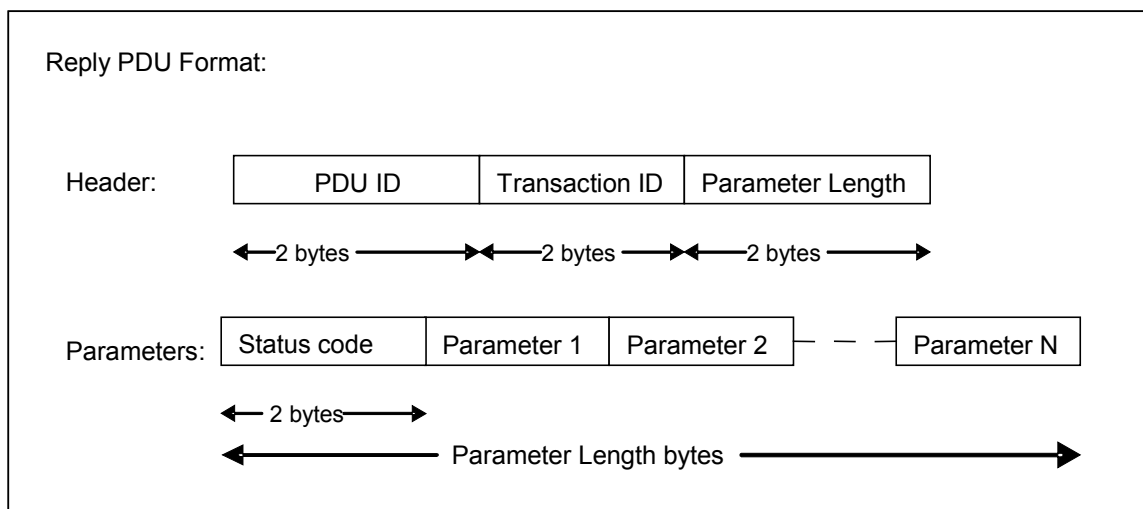 Reply PDU Format:
Header: PDU ID Transaction ID Parameter Length
2 bytes 2 bytes 2 bytes
Parameters: Status code Parameter 1 Parameter 2 Parameter N
2 bytes
Parameter Length bytes